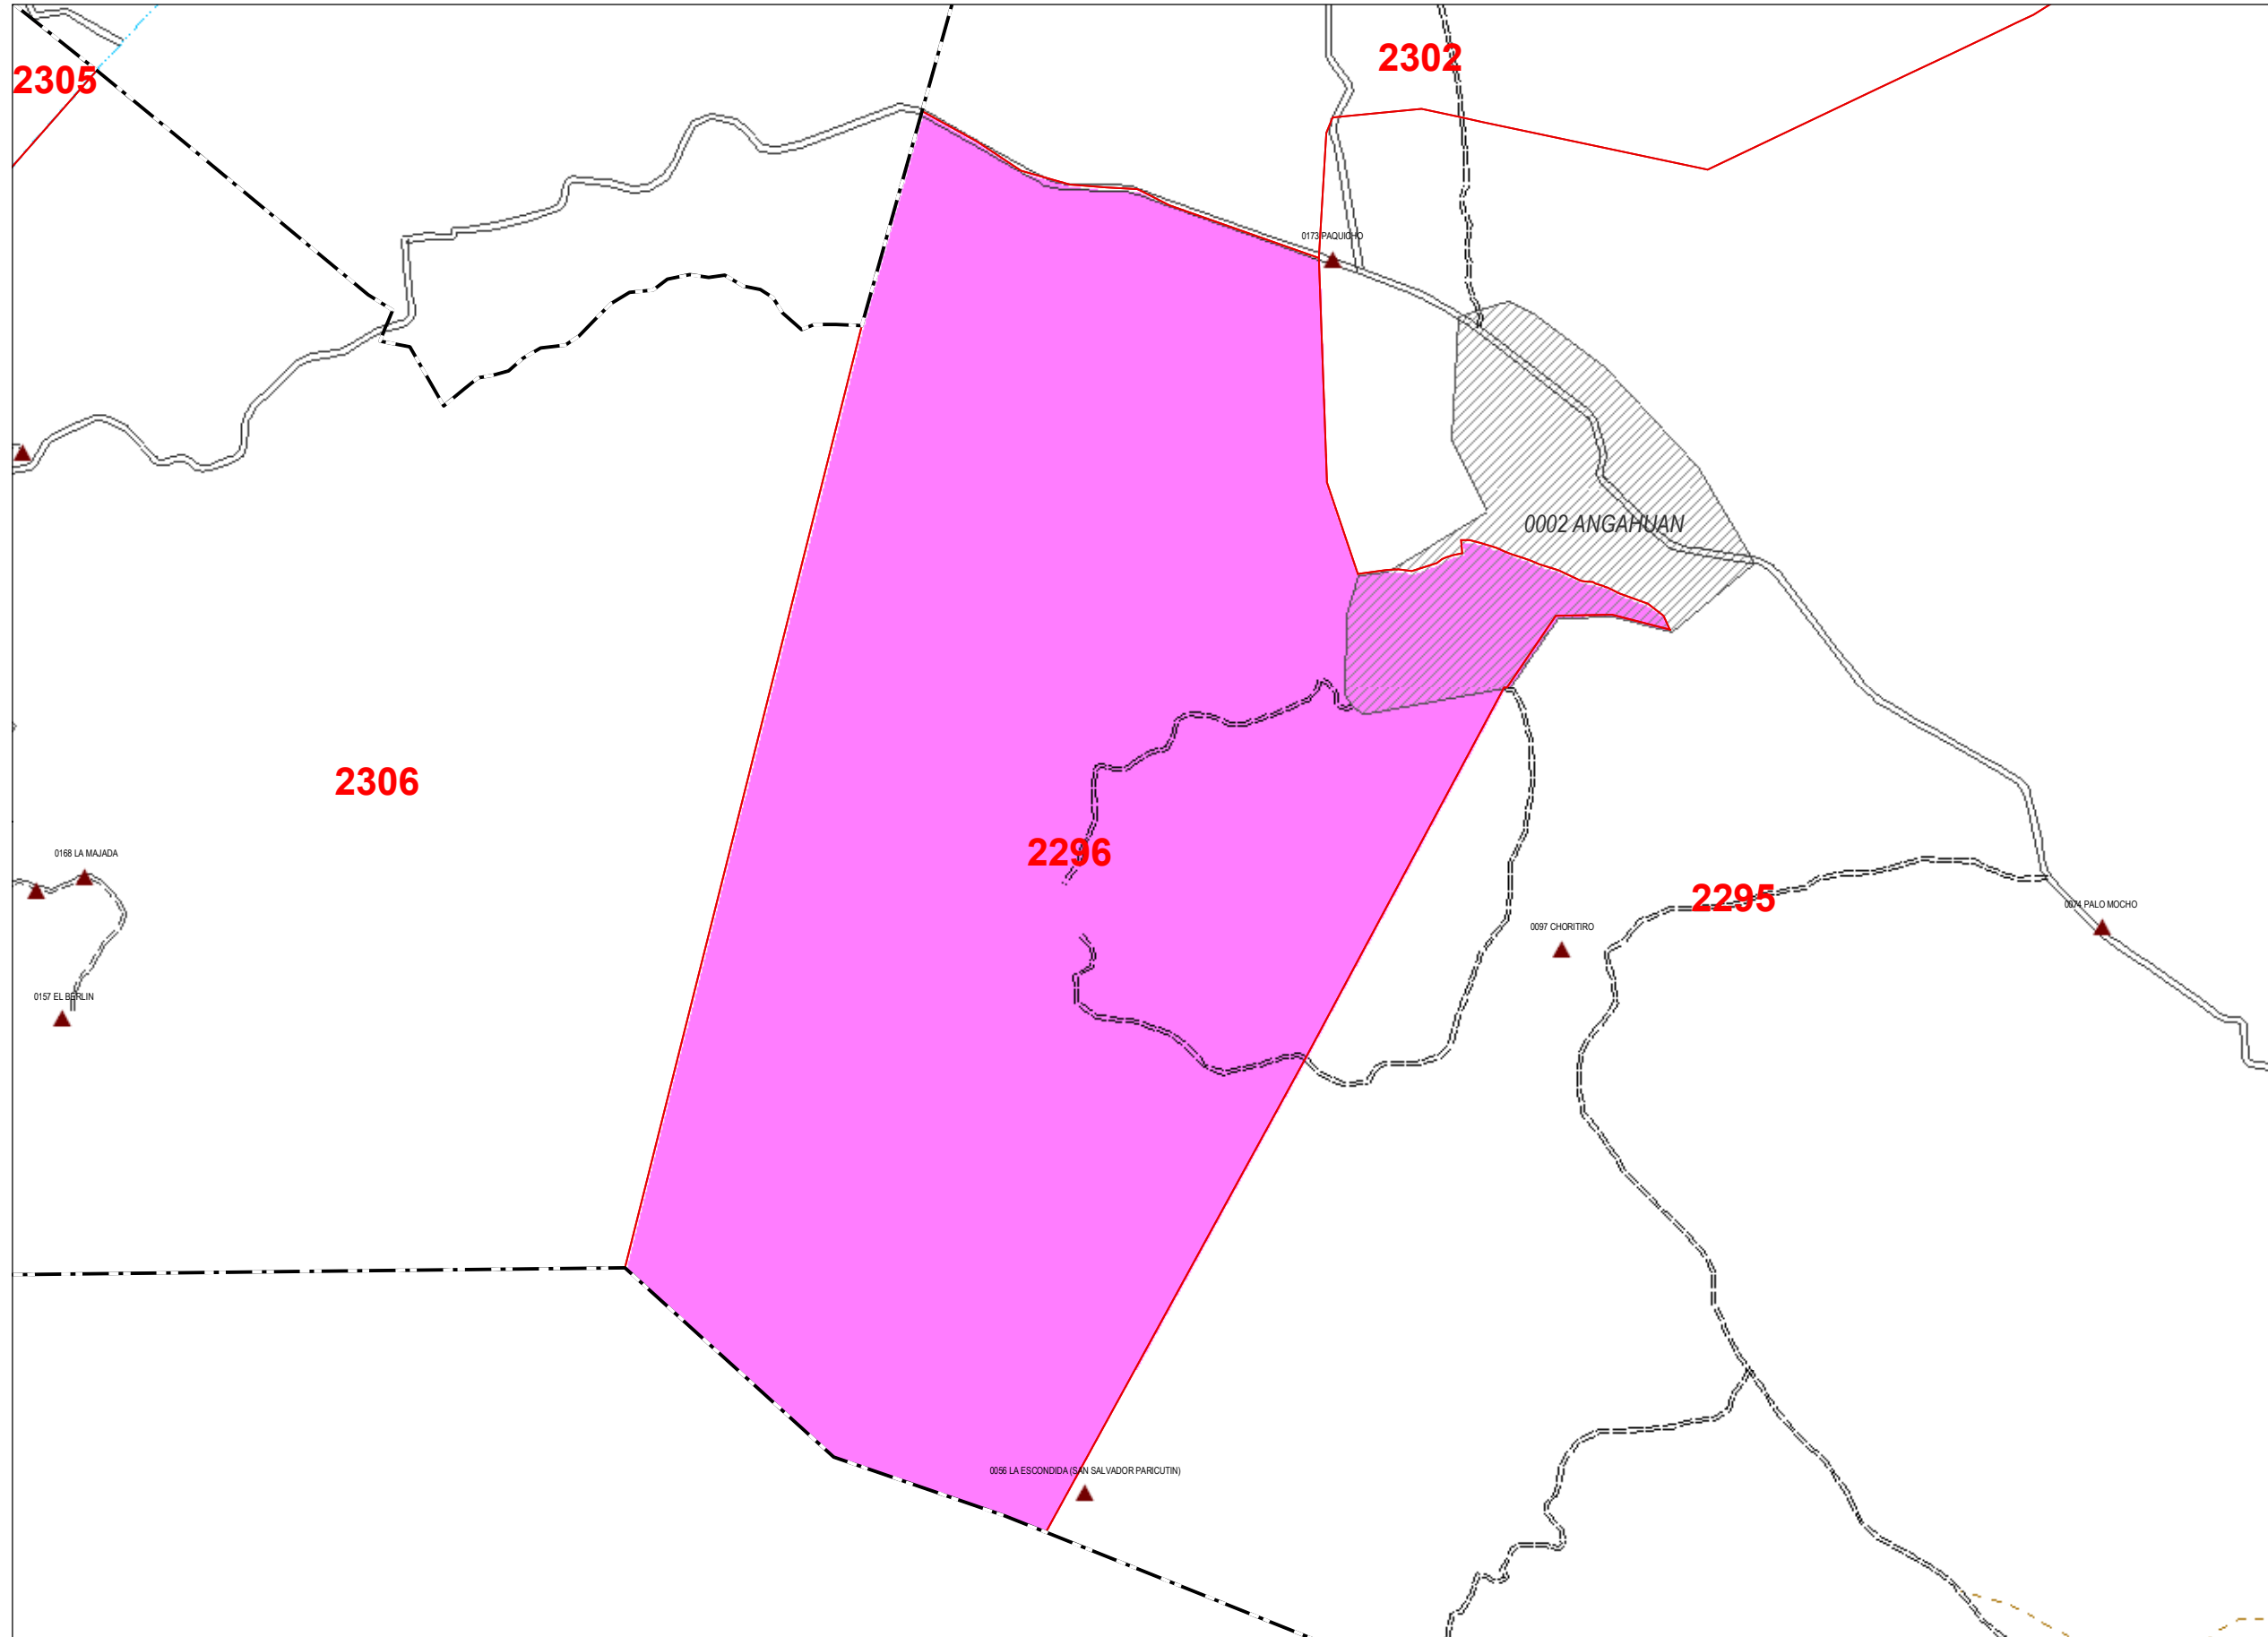 2302
2305
0173 PAQUICHO
0002 ANGAHUAN
2306
2296
0168 LA MAJADA
2295
0074 PALO MOCHO
0097 CHORITIRO
0157 EL BERLIN
0056 LA ESCONDIDA (SAN SALVADOR PARICUTIN)